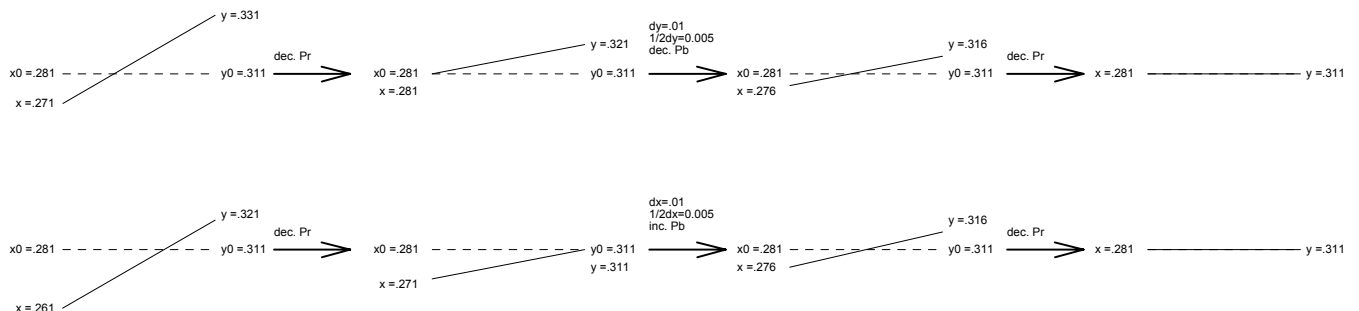 y =.331
dec. Pr
x0 =.281
y0 =.311
x =.271
y =.321
x0 =.281
y0 =.311
x =.281
dy=.01
1/2dy=0.005
dec. Pb
y =.316
x0 =.281
y0 =.311
x =.276
dec. Pr
x =.281
y =.311
y =.321
dec. Pr
x0 =.281
y0 =.311
x =.261
x0 =.281
y0 =.311
y =.311
x =.271
dx=.01
1/2dx=0.005
inc. Pb
y =.316
x0 =.281
y0 =.311
x =.276
dec. Pr
x =.281
y =.311